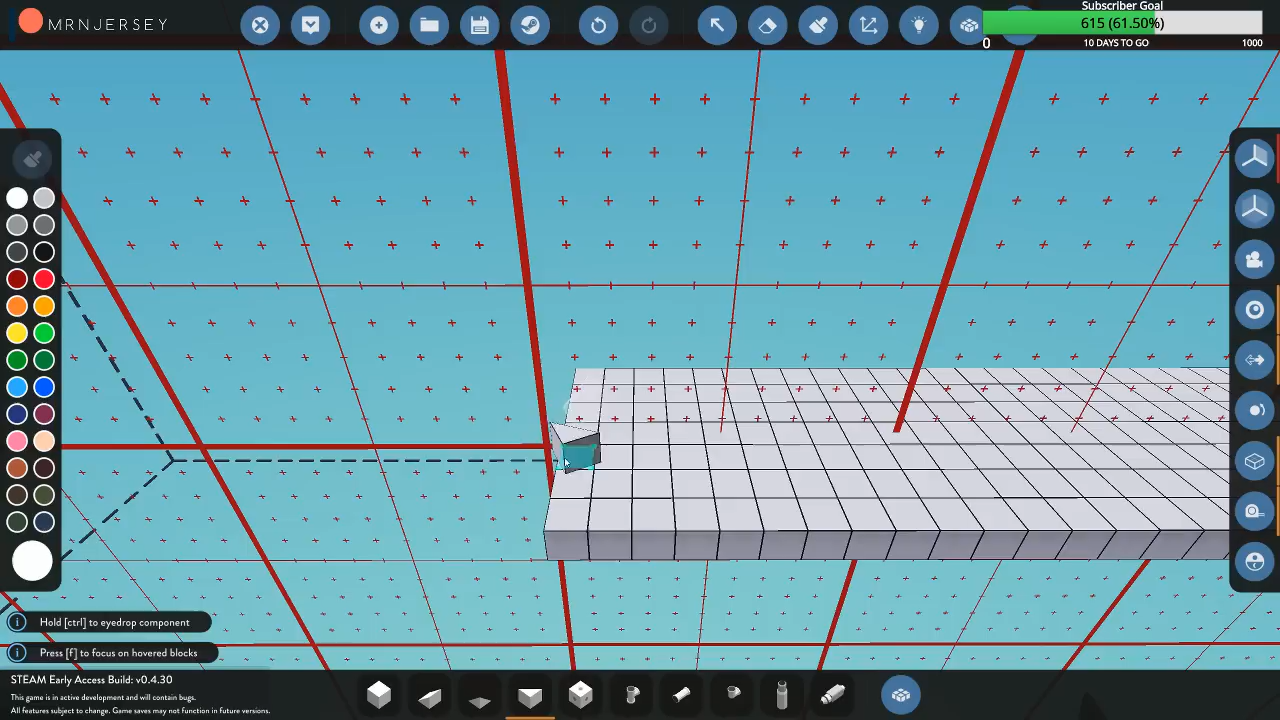 MRNJERSEY
Subscriber Goal
615 (61.50%)
0
10 DAYS TO GO
1000
Hold [ctrl] to eyedrop component
Press [f] to focus on hovered blocks
STEAM Early Access Build: v0.4.30
This game is in active development and will contain bugs.
All features subject to change. Game saves may not function in future versions.